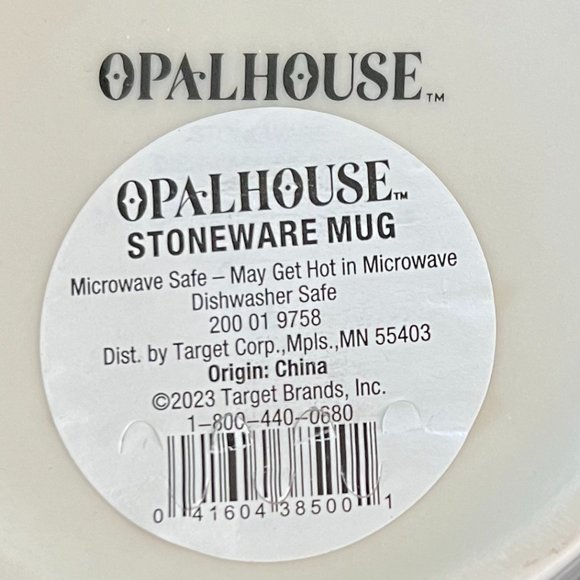 OPALHOUSE™
OPALHOUSE™
STONEWARE MUG
Microwave Safe – May Get Hot in Microwave
Dishwasher Safe
200 01 9758
Dist. by Target Corp.,Mpls.,MN 55403
Origin: China
©2023 Target Brands, Inc.
1-800-440-0680
0 41604 38500 1